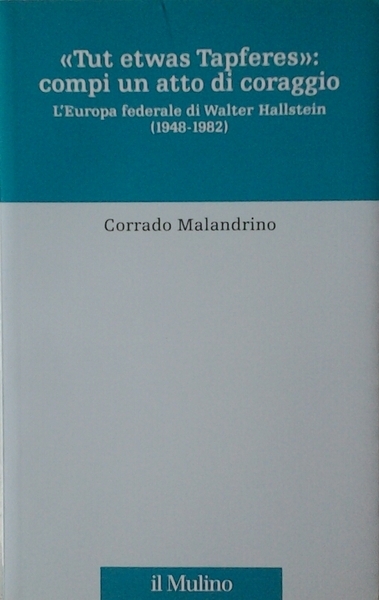 «Tut etwas Tapferes»:
compi un atto di coraggio
L'Europa federale di Walter Hallstein
(1948-1982)
Corrado Malandrino
il Mulino